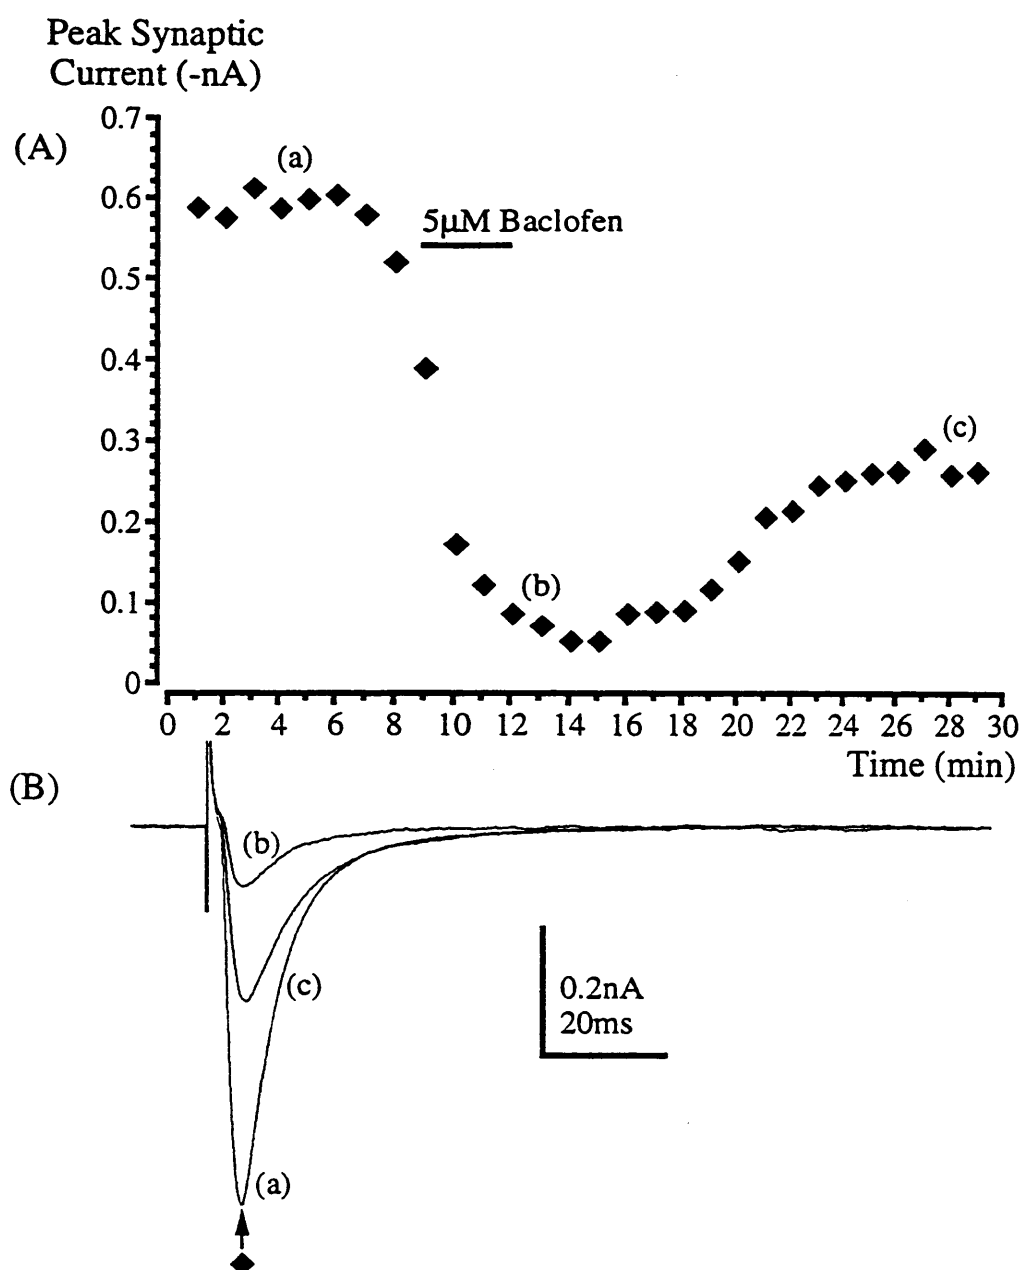 Peak Synaptic
Current (-nA)
(A)
0.7
(a)
0.6
5µM Baclofen
0.5
0.4
0.3
(c)
0.2
(b)
0.1
0
0 2 4 6 8 10 12 14 16 18 20 22 24 26 28 30
Time (min)
(B)
(b)
(c)
0.2nA
20ms
(a)